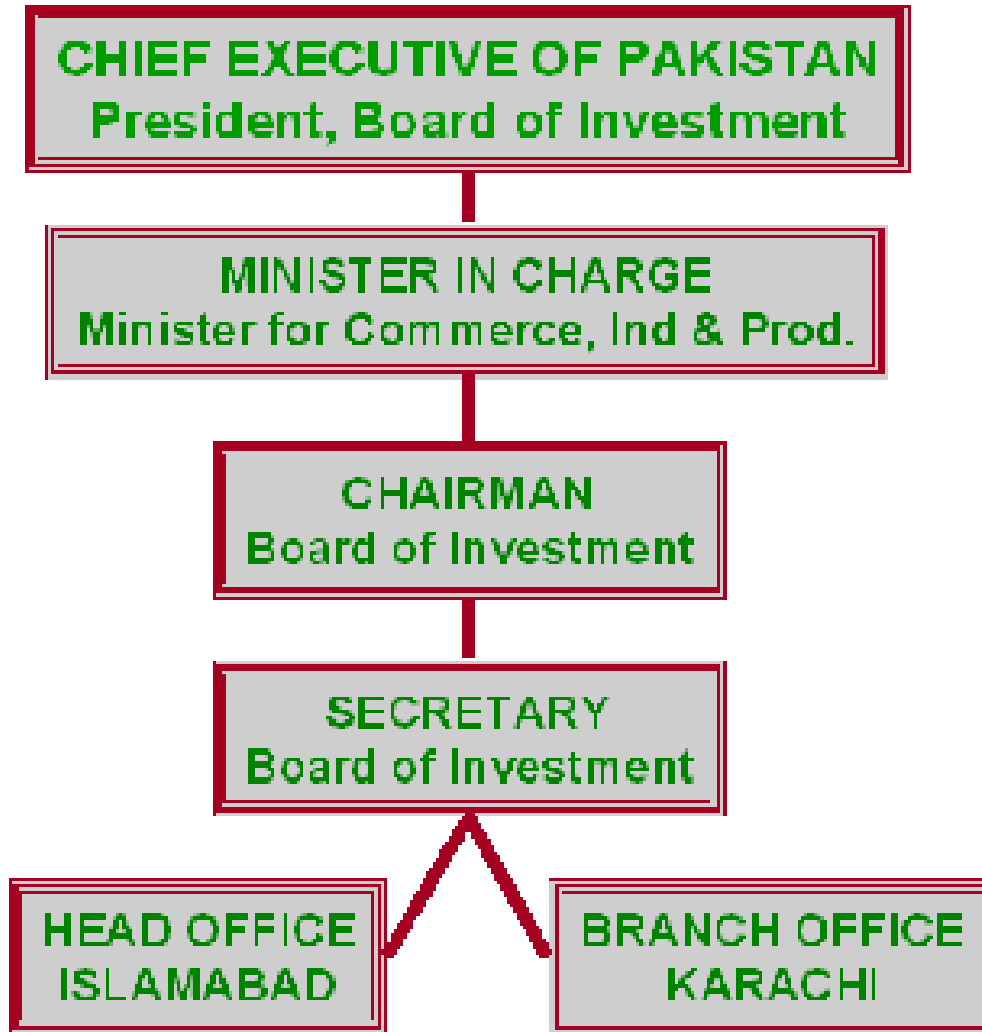 CHIEF EXECUTIVE OF PAKISTAN
President, Board of Investment
MINISTER IN CHARGE
Minister for Commerce, Ind & Prod.
CHAIRMAN
Board of Investment
SECRETARY
Board of Investment
HEAD OFFICE
ISLAMABAD
BRANCH OFFICE
KARACHI